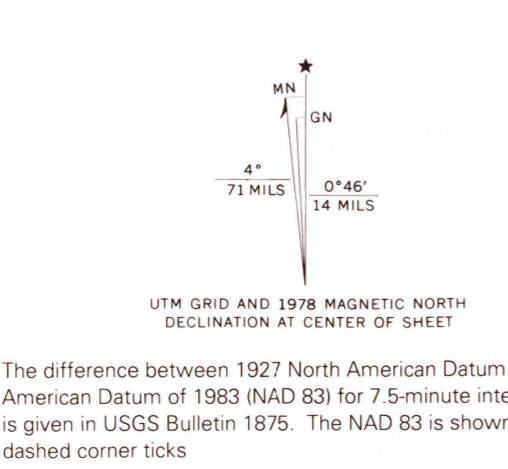 ★
MN
GN
4°
71 MILS
0°46′
14 MILS
UTM GRID AND 1978 MAGNETIC NORTH
DECLINATION AT CENTER OF SHEET
The difference between 1927 North American Datum
American Datum of 1983 (NAD 83) for 7.5-minute inte
is given in USGS Bulletin 1875. The NAD 83 is shown
dashed corner ticks